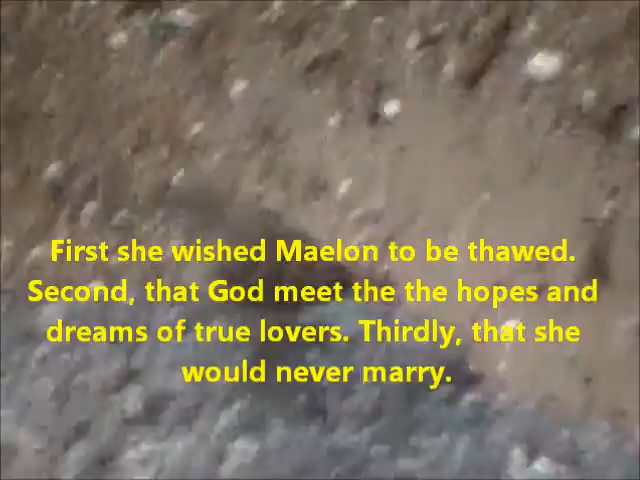 First she wished Maelon to be thawed.
Second, that God meet the the hopes and
dreams of true lovers. Thirdly, that she
would never marry.